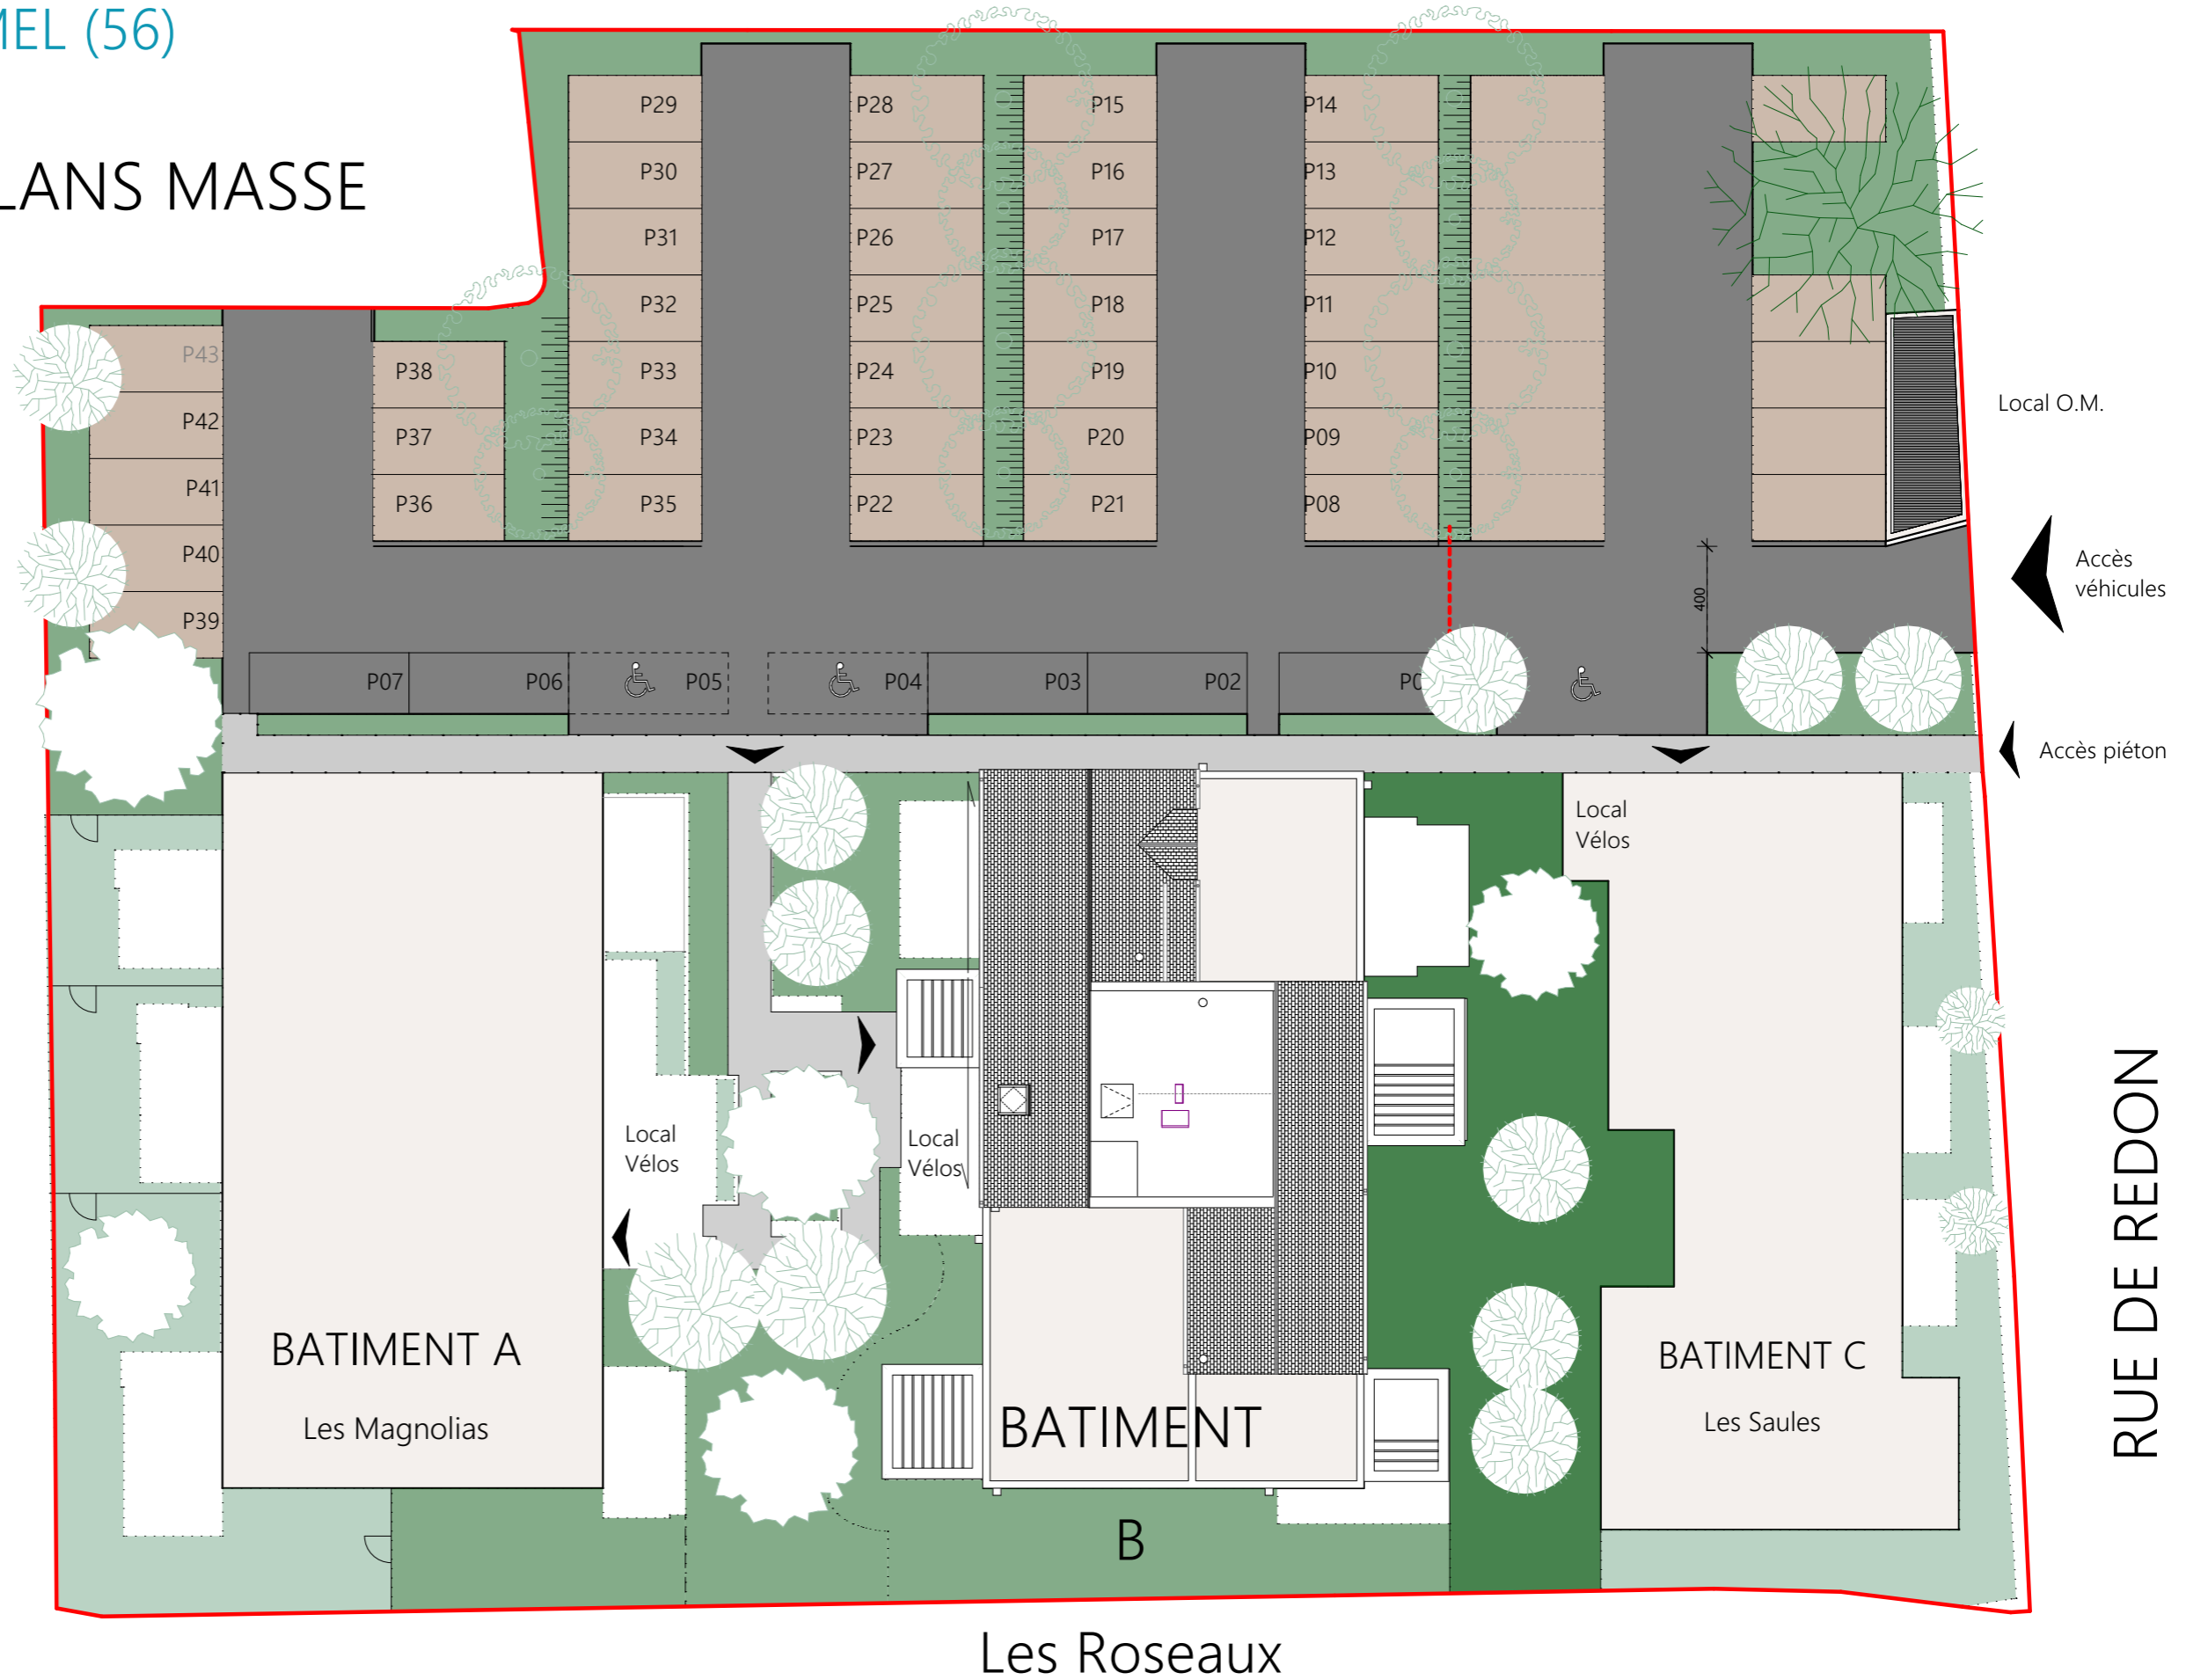 MEL (56)
LANS MASSE
P29
P28
P15
P14
P30
P27
P16
P13
P31
P26
P17
P12
P32
P25
P18
P11
P43
P38
P33
P24
P19
P10
Local O.M.
P42
P37
P34
P23
P20
P09
P41
P36
P35
P22
P21
P08
P40
Accès
véhicules
400
P39
P07
P06
P05
P04
P03
P02
Accès piéton
Local
Vélos
Local
Vélos
Local
Vélos
RUE DE REDON
BATIMENT A
Les Magnolias
BATIMENT
B
BATIMENT C
Les Saules
Les Roseaux